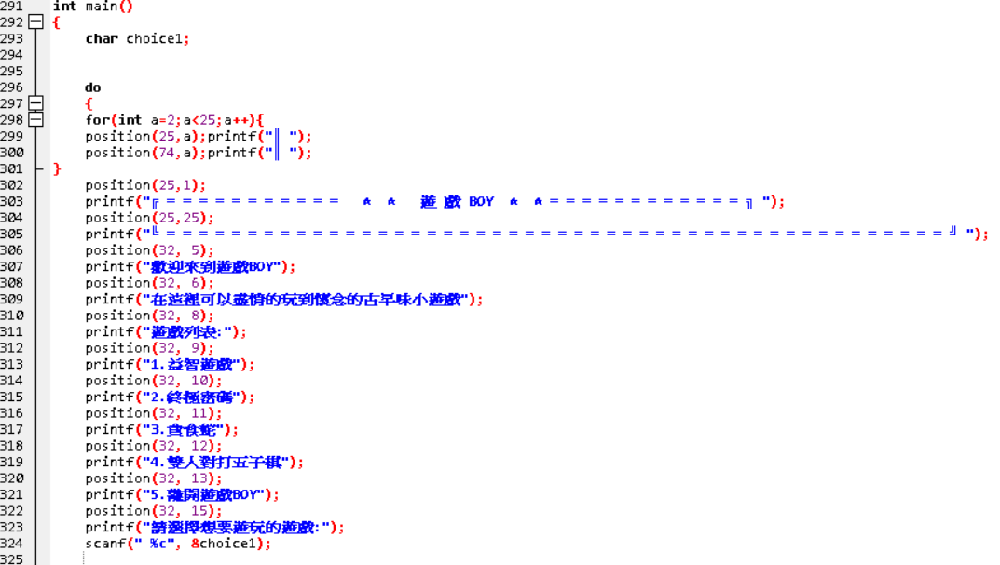 291 int main()
292 {
293 char choice1;
294
295
296 do
297 {
298 for(int a=2;a<25;a++){
299 position(25,a);printf("║ ");
300 position(74,a);printf("║ ");
301 }
302 position(25,1);
303 printf("╔ = = = = = = = = = = = ☆ ☆ 遊 戲 BOY ☆ ☆ = = = = = = = = = = = = ╗ ");
304 position(25,25);
305 printf("╚ = = = = = = = = = = = = = = = = = = = = = = = = = = = = = = = = = = = = = = = = = = = = = = = = ╝ ");
306 position(32, 5);
307 printf("歡迎來到遊戲BOY");
308 position(32, 6);
309 printf("在這裡可以盡情的玩到懷念的古早味小遊戲");
310 position(32, 8);
311 printf("遊戲列表:");
312 position(32, 9);
313 printf("1.益智遊戲");
314 position(32, 10);
315 printf("2.終極密碼");
316 position(32, 11);
317 printf("3.貪食蛇");
318 position(32, 12);
319 printf("4.雙人對打五子棋");
320 position(32, 13);
321 printf("5.離開遊戲BOY");
322 position(32, 15);
323 printf("請選擇想要遊玩的遊戲:");
324 scanf(" %c", &choice1);
325